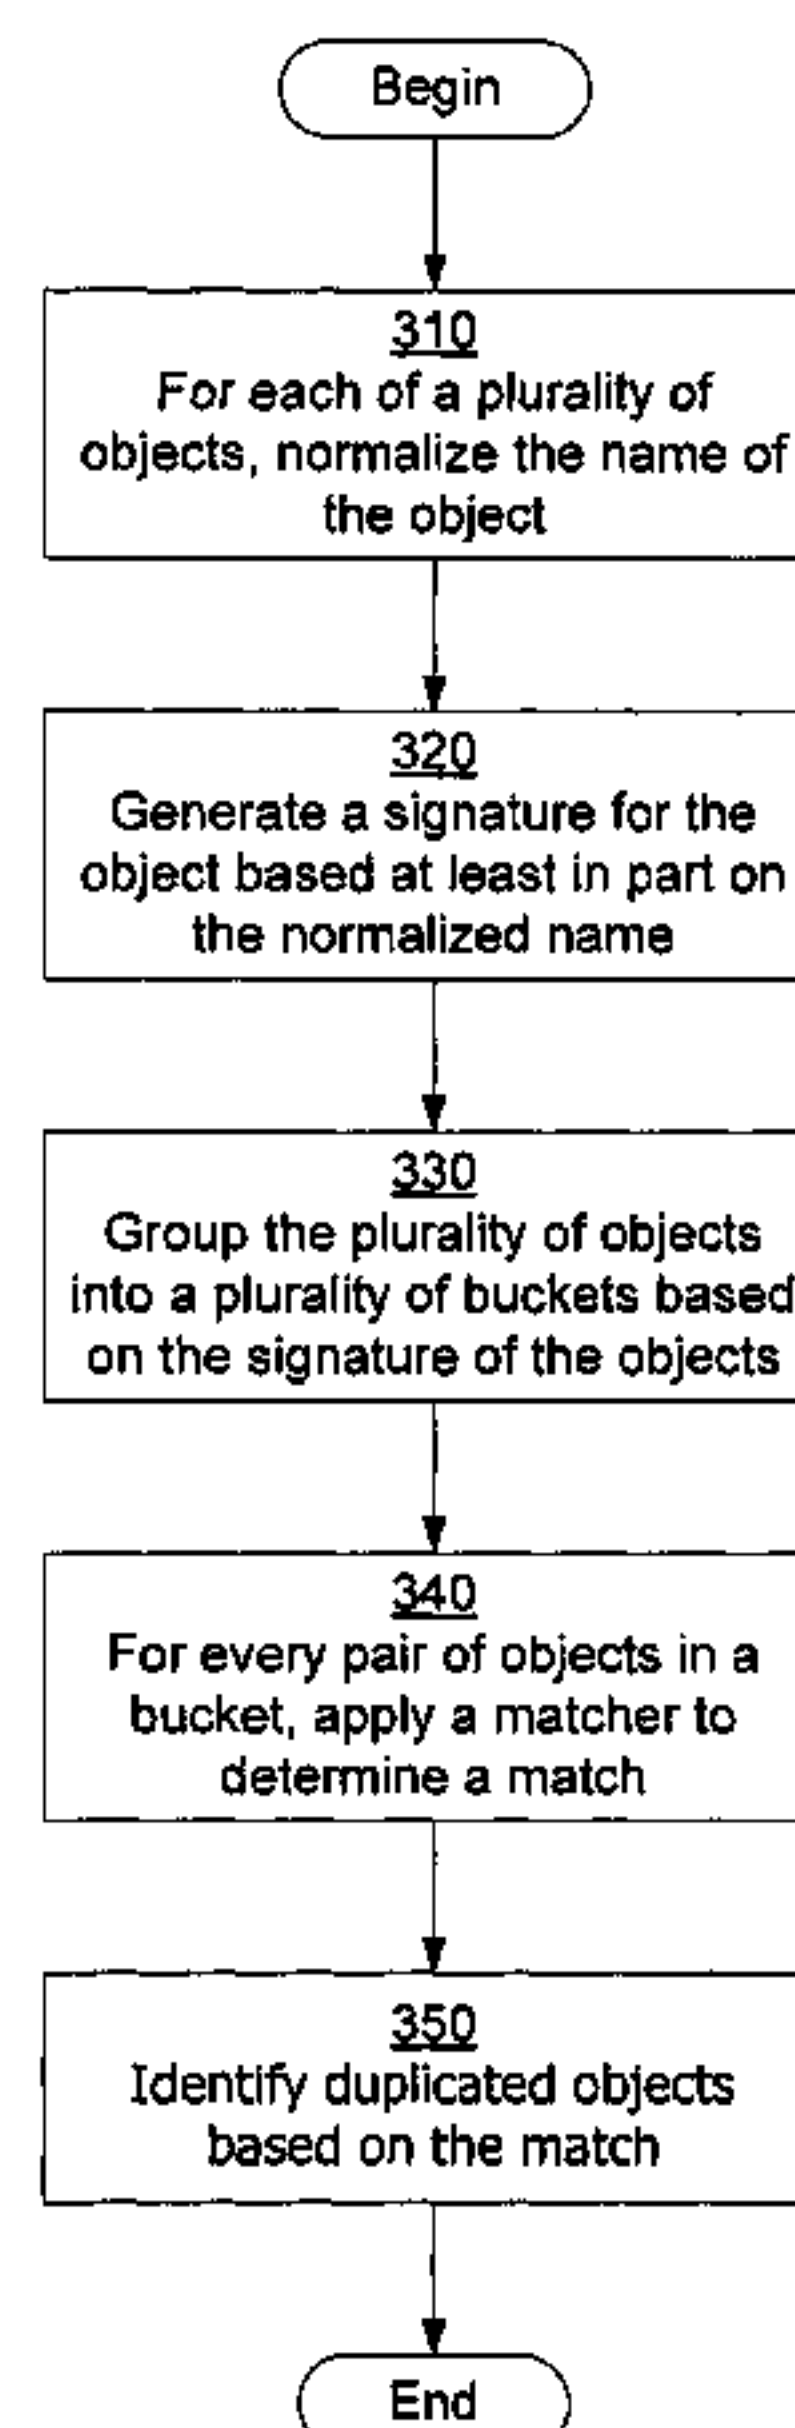 Begin
310
For each of a plurality of
objects, normalize the name of
the object
320
Generate a signature for the
object based at least in part on
the normalized name
330
Group the plurality of objects
into a plurality of buckets based
on the signature of the objects
340
For every pair of objects in a
bucket, apply a matcher to
determine a match
350
Identify duplicated objects
based on the match
End